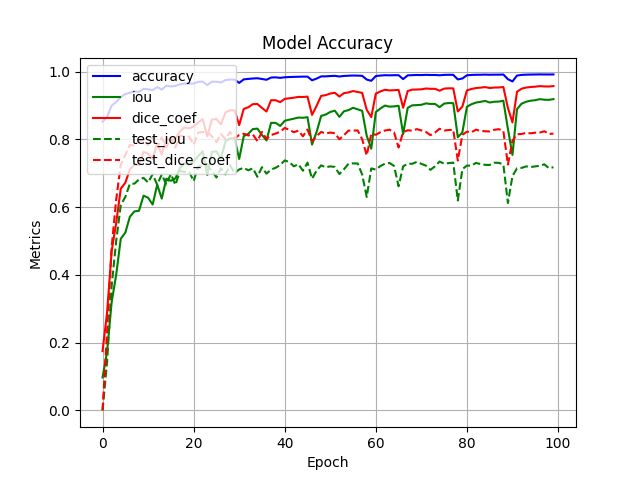 Model Accuracy
1.0
0.8
0.6
0.4
0.2
0.0
Metrics
accuracy
iou
dice_coef
test_iou
test_dice_coef
0 20 40 60 80 100
Epoch